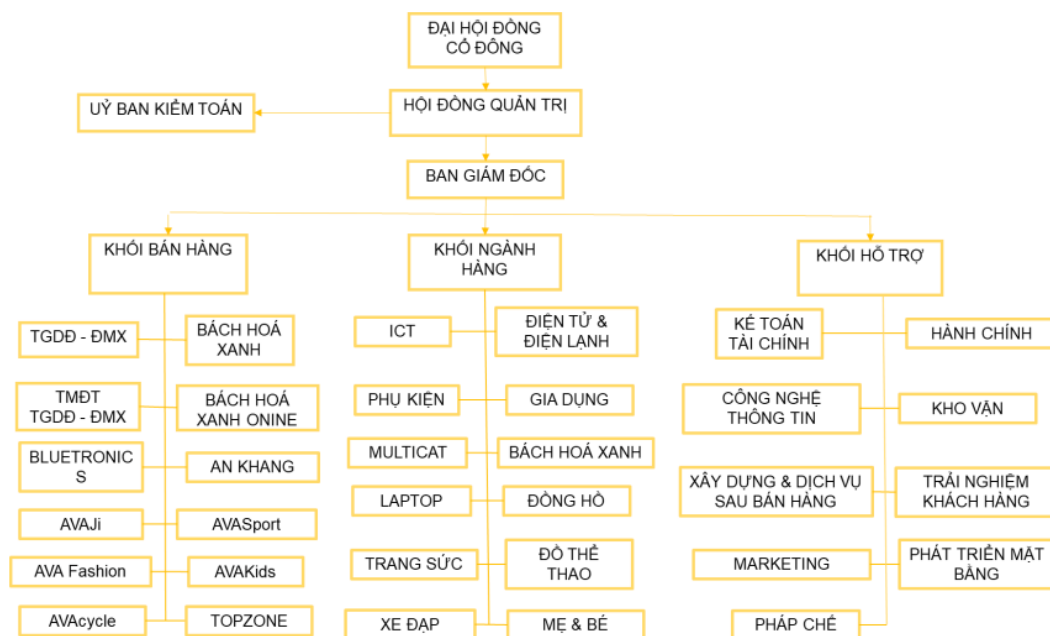 ĐẠI HỘI ĐỒNG
CỔ ĐÔNG
UỶ BAN KIỂM TOÁN
HỘI ĐỒNG QUẢN TRỊ
BAN GIÁM ĐỐC
KHỐI BÁN HÀNG
KHỐI NGÀNH
HÀNG
KHỐI HỖ TRỢ
TGDĐ - ĐMX
BÁCH HOÁ
XANH
TMĐT
TGDĐ - ĐMX
BÁCH HOÁ
XANH ONINE
BLUETRONIC
S
AN KHANG
AVAJi
AVASport
AVA Fashion
AVAKids
AVAcycle
TOPZONE
ICT
ĐIỆN TỬ &
ĐIỆN LẠNH
PHỤ KIỆN
GIA DỤNG
MULTICAT
BÁCH HOÁ XANH
LAPTOP
ĐỒNG HỒ
TRANG SỨC
ĐỒ THỂ
THAO
XE ĐẠP
MẸ & BÉ
KẾ TOÁN
TÀI CHÍNH
HÀNH CHÍNH
CÔNG NGHỆ
THÔNG TIN
KHO VẬN
XÂY DỰNG & DỊCH VỤ
SAU BÁN HÀNG
TRẢI NGHIỆM
KHÁCH HÀNG
MARKETING
PHÁT TRIỂN MẶT
BẰNG
PHÁP CHẾ